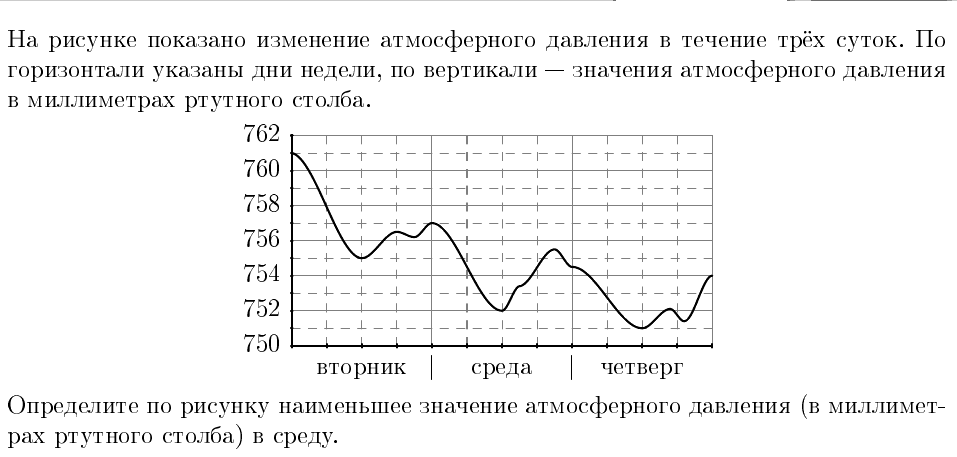 На рисунке показано изменение атмосферного давления в течение трёх суток. По
горизонтали указаны дни недели, по вертикали — значения атмосферного давления
в миллиметрах ртутного столба.
762
760
758
756
754
752
750
вторник среда четверг
Определите по рисунку наименьшее значение атмосферного давления (в миллимет-
рах ртутного столба) в среду.